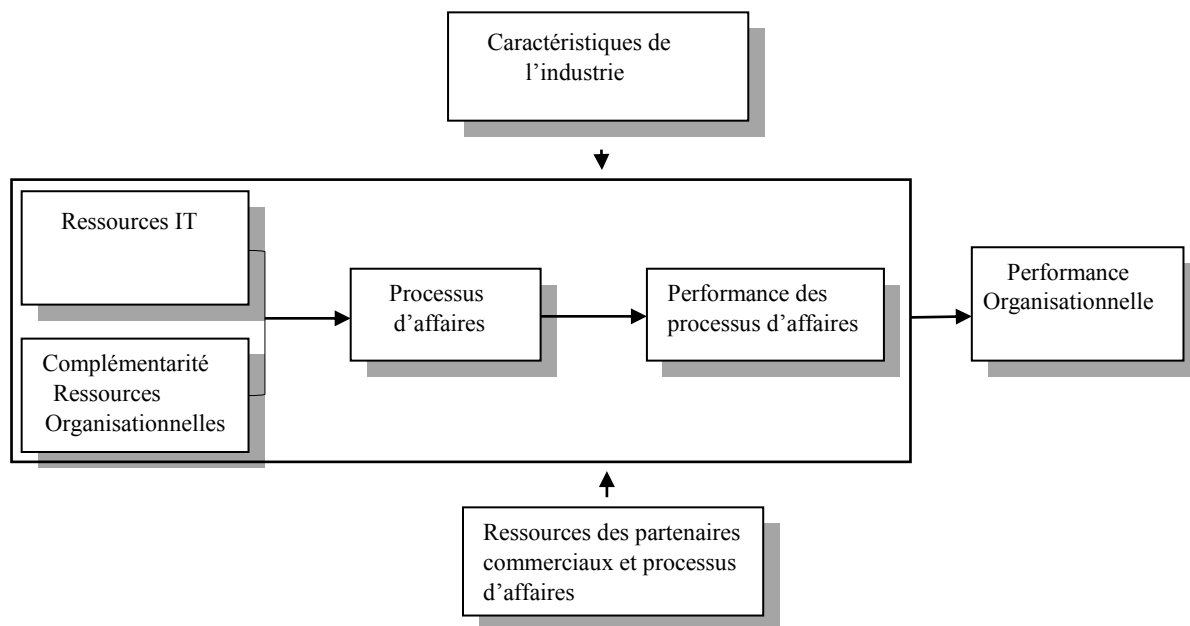 Caractéristiques de
l’industrie
Ressources IT
Complémentarité
Ressources
Organisationnelles
Processus
d’affaires
Performance des
processus d’affaires
Performance
Organisationnelle
Ressources des partenaires
commerciaux et processus
d’affaires